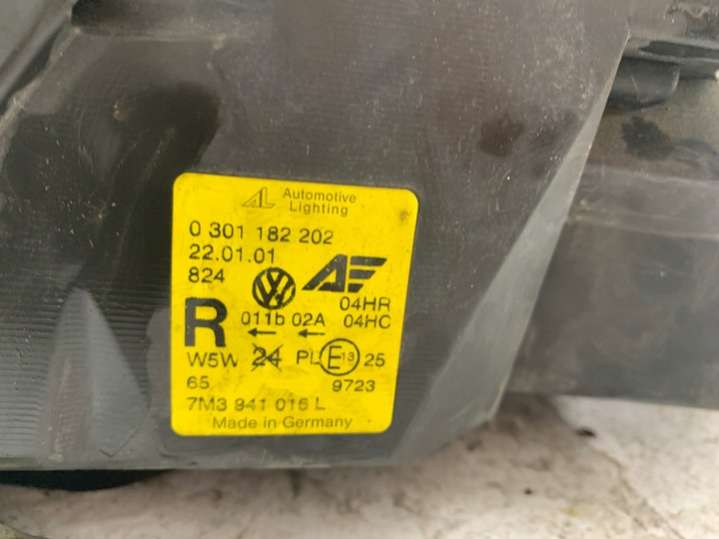 AL Automotive
Lighting
0 301 182 202
22.01.01
824
VW
R
04HR
011b 02A 04HC
← ←
W5W 24 PL E13 25
65 9723
7M3 941 016 L
Made in Germany